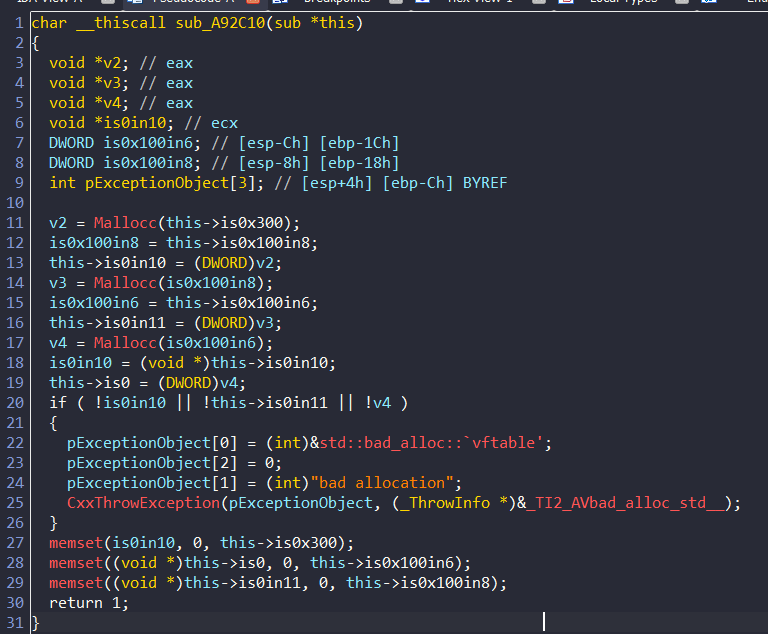 1 char __thiscall sub_A92C10(sub *this)
2 {
3   void *v2; // eax
4   void *v3; // eax
5   void *v4; // eax
6   void *is0in10; // ecx
7   DWORD is0x100in6; // [esp-Ch] [ebp-1Ch]
8   DWORD is0x100in8; // [esp-8h] [ebp-18h]
9   int pExceptionObject[3]; // [esp+4h] [ebp-Ch] BYREF
10
11   v2 = Mallocc(this->is0x300);
12   is0x100in8 = this->is0x100in8;
13   this->is0in10 = (DWORD)v2;
14   v3 = Mallocc(is0x100in8);
15   is0x100in6 = this->is0x100in6;
16   this->is0in11 = (DWORD)v3;
17   v4 = Mallocc(is0x100in6);
18   is0in10 = (void *)this->is0in10;
19   this->is0 = (DWORD)v4;
20   if ( !is0in10 || !this->is0in11 || !v4 )
21   {
22     pExceptionObject[0] = (int)&std::bad_alloc::`vftable';
23     pExceptionObject[2] = 0;
24     pExceptionObject[1] = (int)"bad allocation";
25     CxxThrowException(pExceptionObject, (_ThrowInfo *)&_TI2_AVbad_alloc_std__);
26   }
27   memset(is0in10, 0, this->is0x300);
28   memset((void *)this->is0, 0, this->is0x100in6);
29   memset((void *)this->is0in11, 0, this->is0x100in8);
30   return 1;
31 }